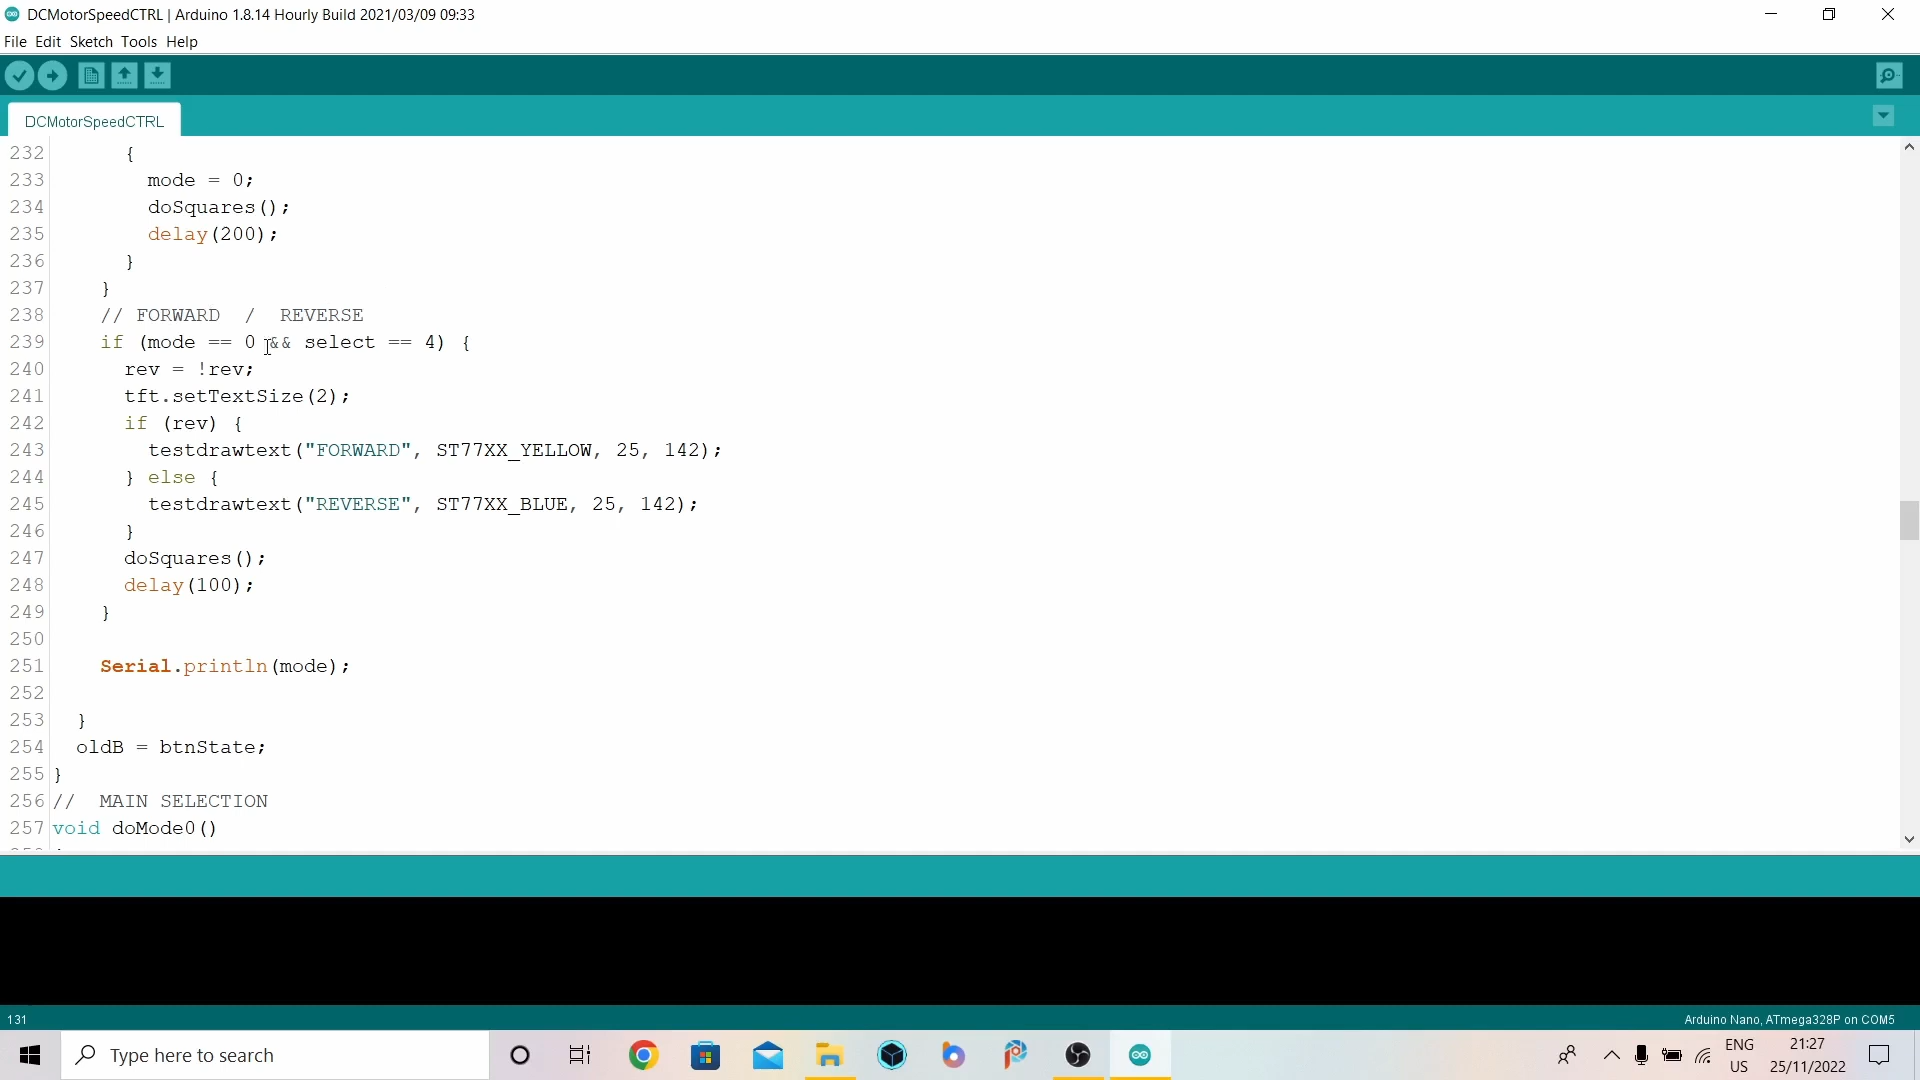 DCMotorSpeedCTRL | Arduino 1.8.14 Hourly Build 2021/03/09 09:33
File Edit Sketch Tools Help
DCMotorSpeedCTRL
232 {
233 mode = 0;
234 doSquares();
235 delay(200);
236 }
237 }
238 // FORWARD / REVERSE
239 if (mode == 0 && select == 4) {
240 rev = !rev;
241 tft.setTextSize(2);
242 if (rev) {
243 testdrawtext("FORWARD", ST77XX_YELLOW, 25, 142);
244 } else {
245 testdrawtext("REVERSE", ST77XX_BLUE, 25, 142);
246 }
247 doSquares();
248 delay(100);
249 }
250
251 Serial.println(mode);
252
253 }
254 oldB = btnState;
255 }
256 // MAIN SELECTION
257 void doMode0()
131
Arduino Nano, ATmega328P on COM5
Type here to search
ENG
US
21:27
25/11/2022